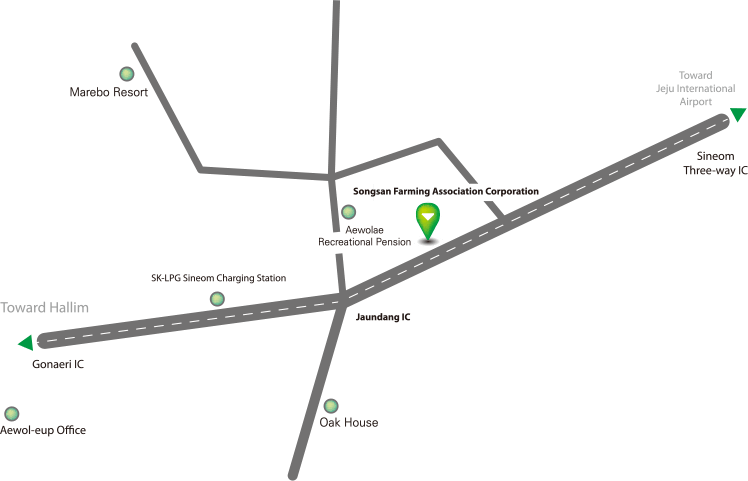 Toward
Jeju International
Airport
Marebo Resort
Sineom
Three-way IC
Songsan Farming Association Corporation
Aewolae
Recreational Pension
SK-LPG Sineom Charging Station
Toward Hallim
Jaundang IC
Gonaeri IC
Oak House
Aewol-eup Office